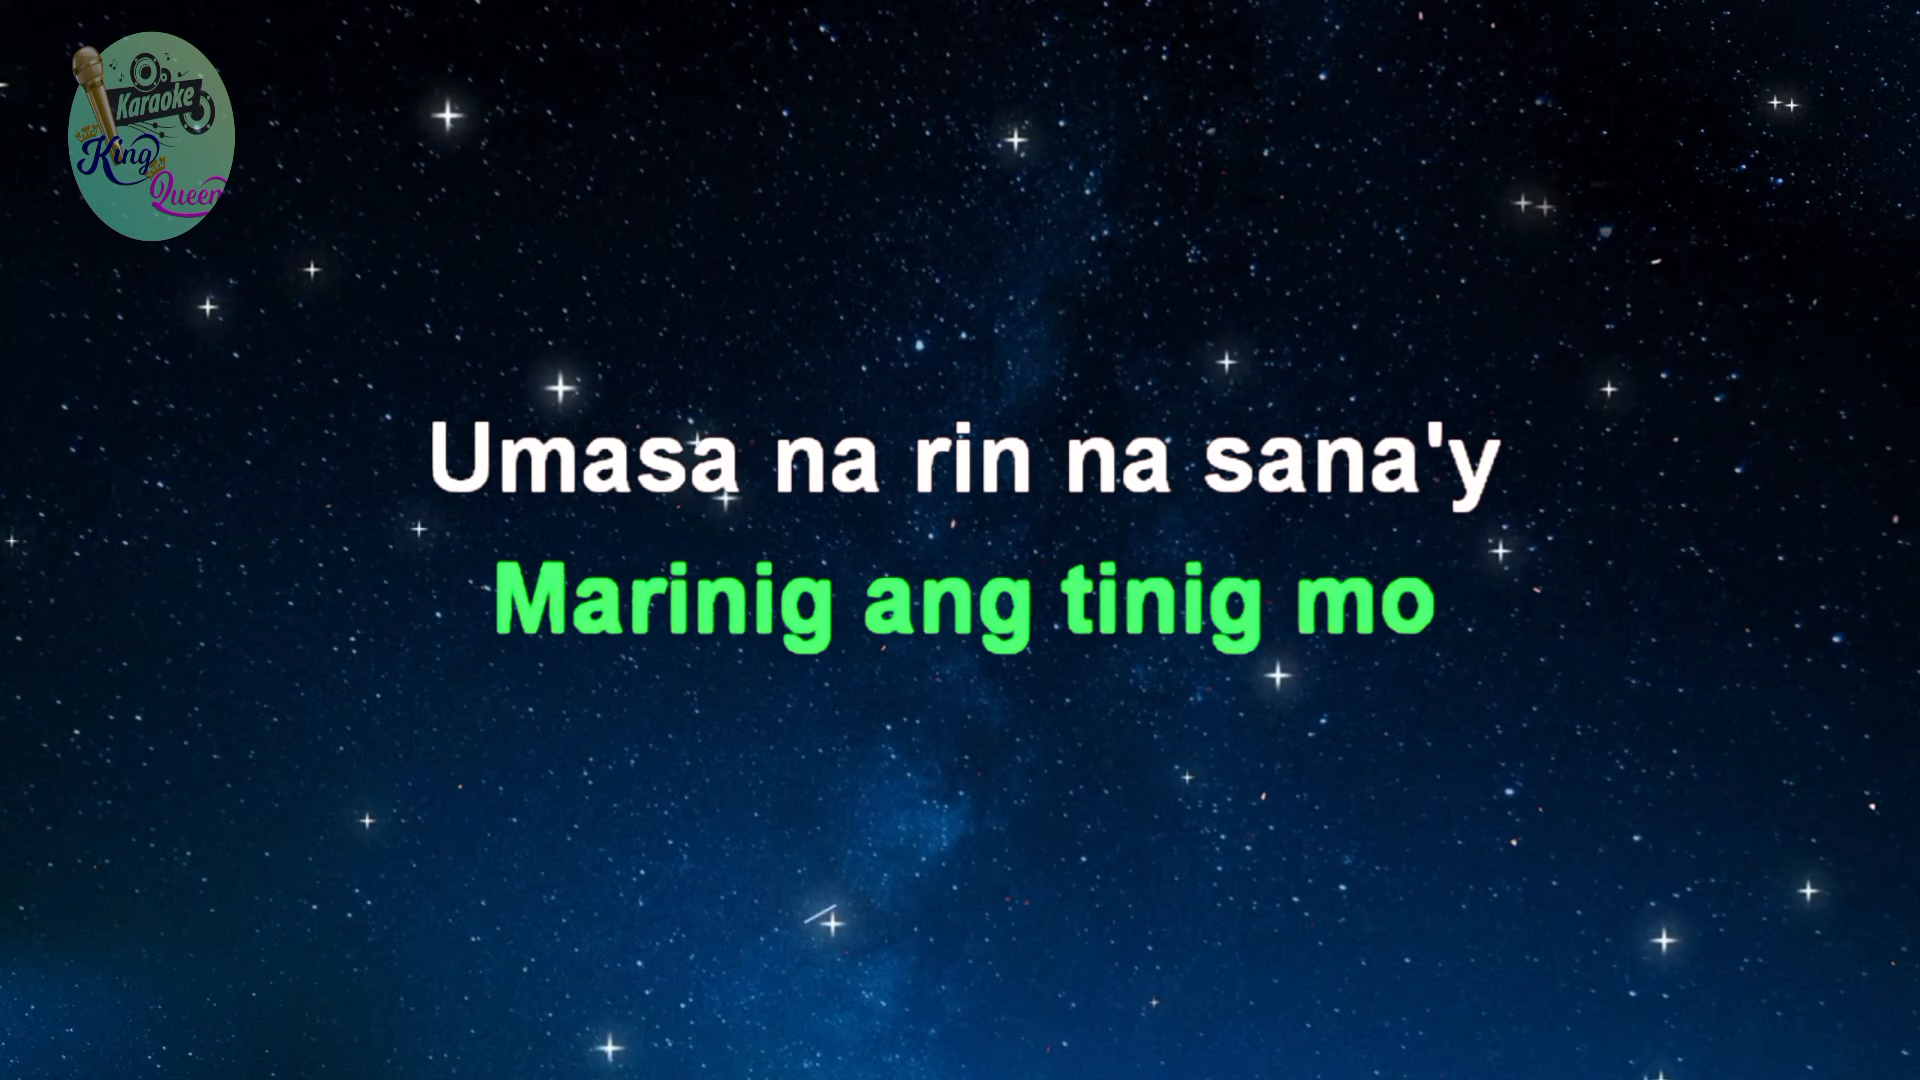 Karaoke
King
Queen
Umasa na rin na sana'y
Marinig ang tinig mo